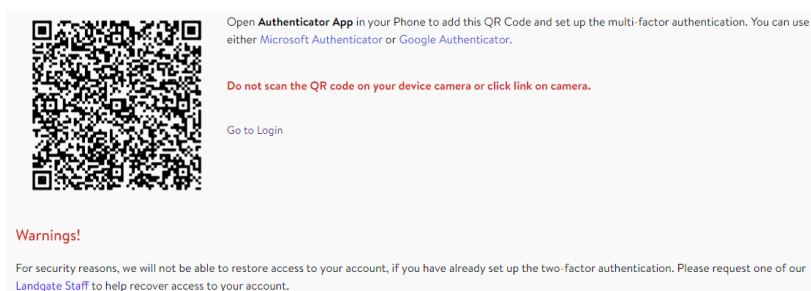 Open Authenticator App in your Phone to add this QR Code and set up the multi-factor authentication. You can use
either Microsoft Authenticator or Google Authenticator.
Do not scan the QR code on your device camera or click link on camera.
Go to Login
Warnings!
For security reasons, we will not be able to restore access to your account, if you have already set up the two-factor authentication. Please request one of our
Landgate Staff to help recover access to your account.